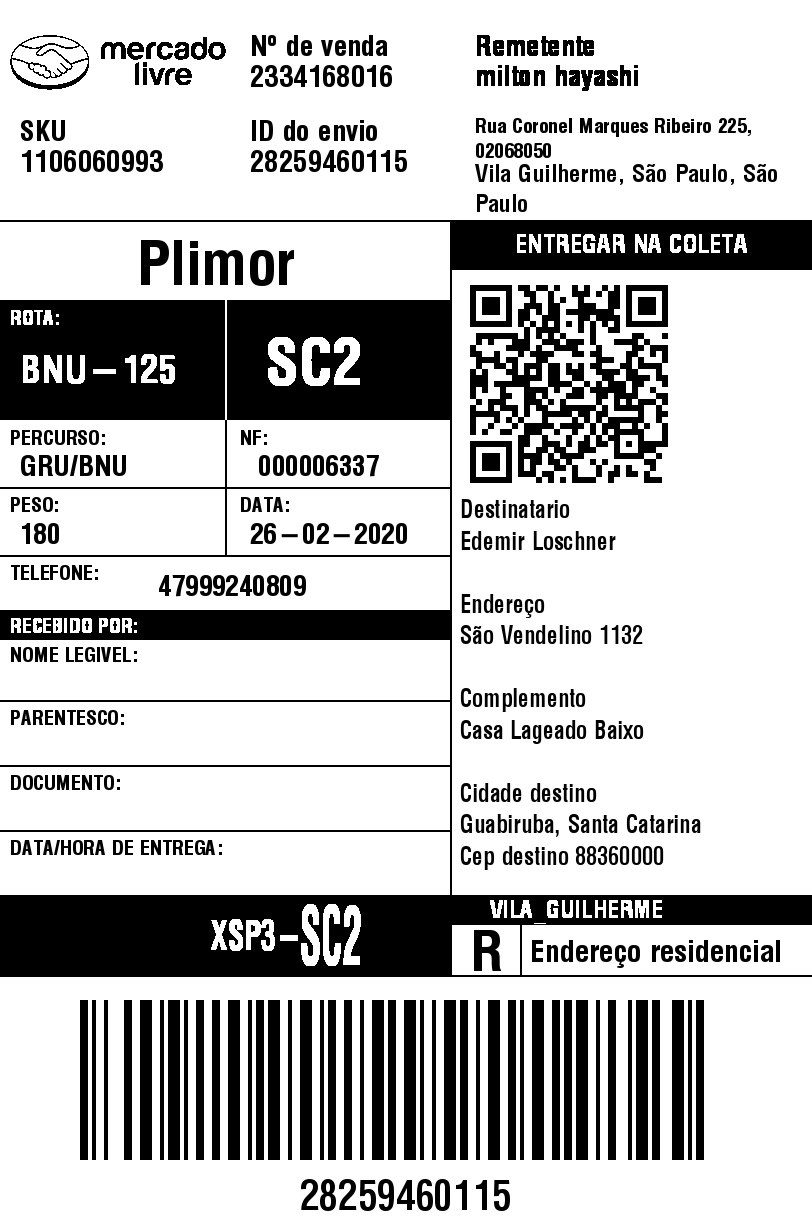 mercado
livre
Nº de venda
2334168016
Remetente
milton hayashi
SKU
1106060993
ID do envio
28259460115
Rua Coronel Marques Ribeiro 225,
02068050
Vila Guilherme, São Paulo, São
Paulo
Plimor
ENTREGAR NA COLETA
ROTA:
BNU-125
SC2
PERCURSO:
GRU/BNU
NF:
000006337
PESO:
180
DATA:
26-02-2020
TELEFONE:
47999240809
RECEBIDO POR:
NOME LEGIVEL:
PARENTESCO:
DOCUMENTO:
DATA/HORA DE ENTREGA:
Destinatario
Edemir Loschner
Endereço
São Vendelino 1132
Complemento
Casa Lageado Baixo
Cidade destino
Guabiruba, Santa Catarina
Cep destino 88360000
XSP3-SC2
VILA_GUILHERME
R
Endereço residencial
28259460115